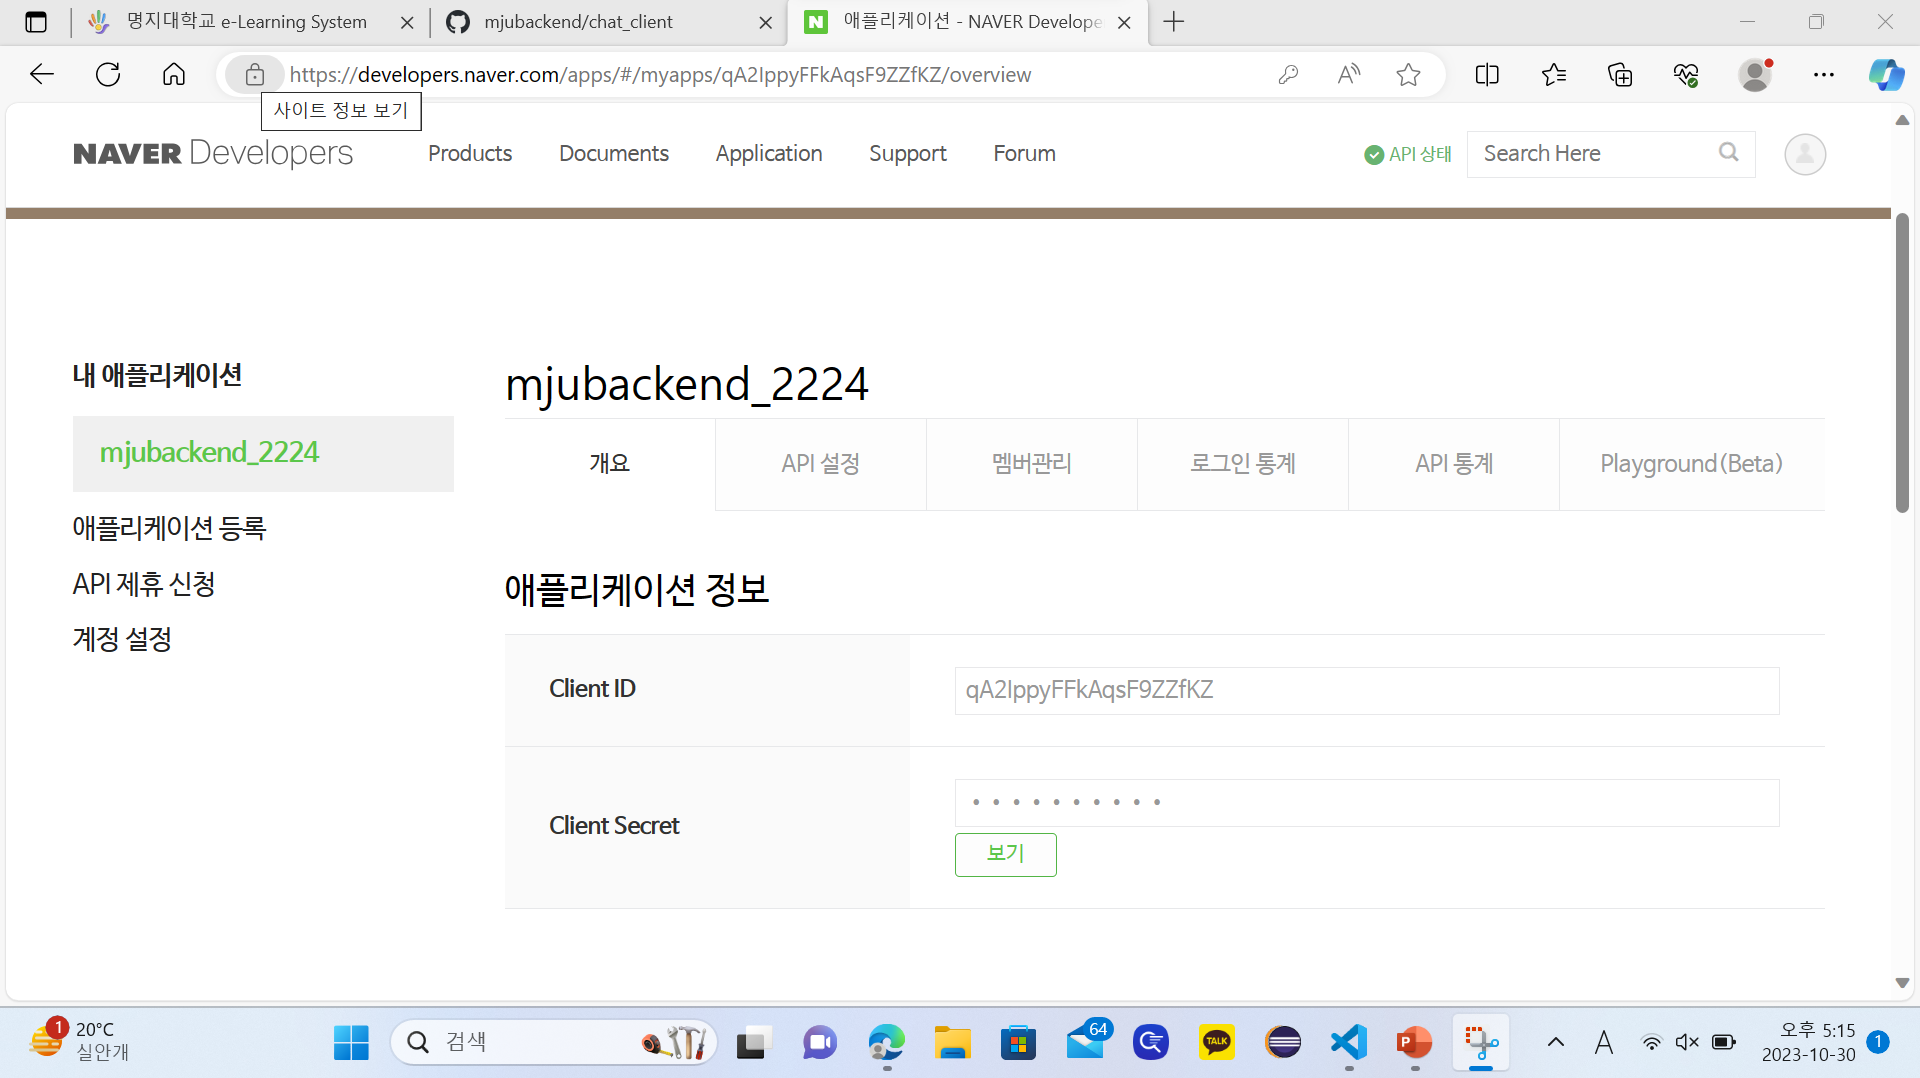 명지대학교 e-Learning System
mjubackend/chat_client
애플리케이션 - NAVER Develope
https://developers.naver.com/apps/#/myapps/qA2IppyFFkAqsF9ZZfKZ/overview
사이트 정보 보기
NAVER Developers
Products
Documents
Application
Support
Forum
API 상태
Search Here
내 애플리케이션
mjubackend_2224
애플리케이션 등록
API 제휴 신청
계정 설정
mjubackend_2224
개요
API 설정
멤버관리
로그인 통계
API 통계
Playground(Beta)
애플리케이션 정보
Client ID
qA2IppyFFkAqsF9ZZfKZ
Client Secret
••••••••••
보기
1
20°C
실안개
검색
64
TALK
P
A
오후 5:15
2023-10-30
1